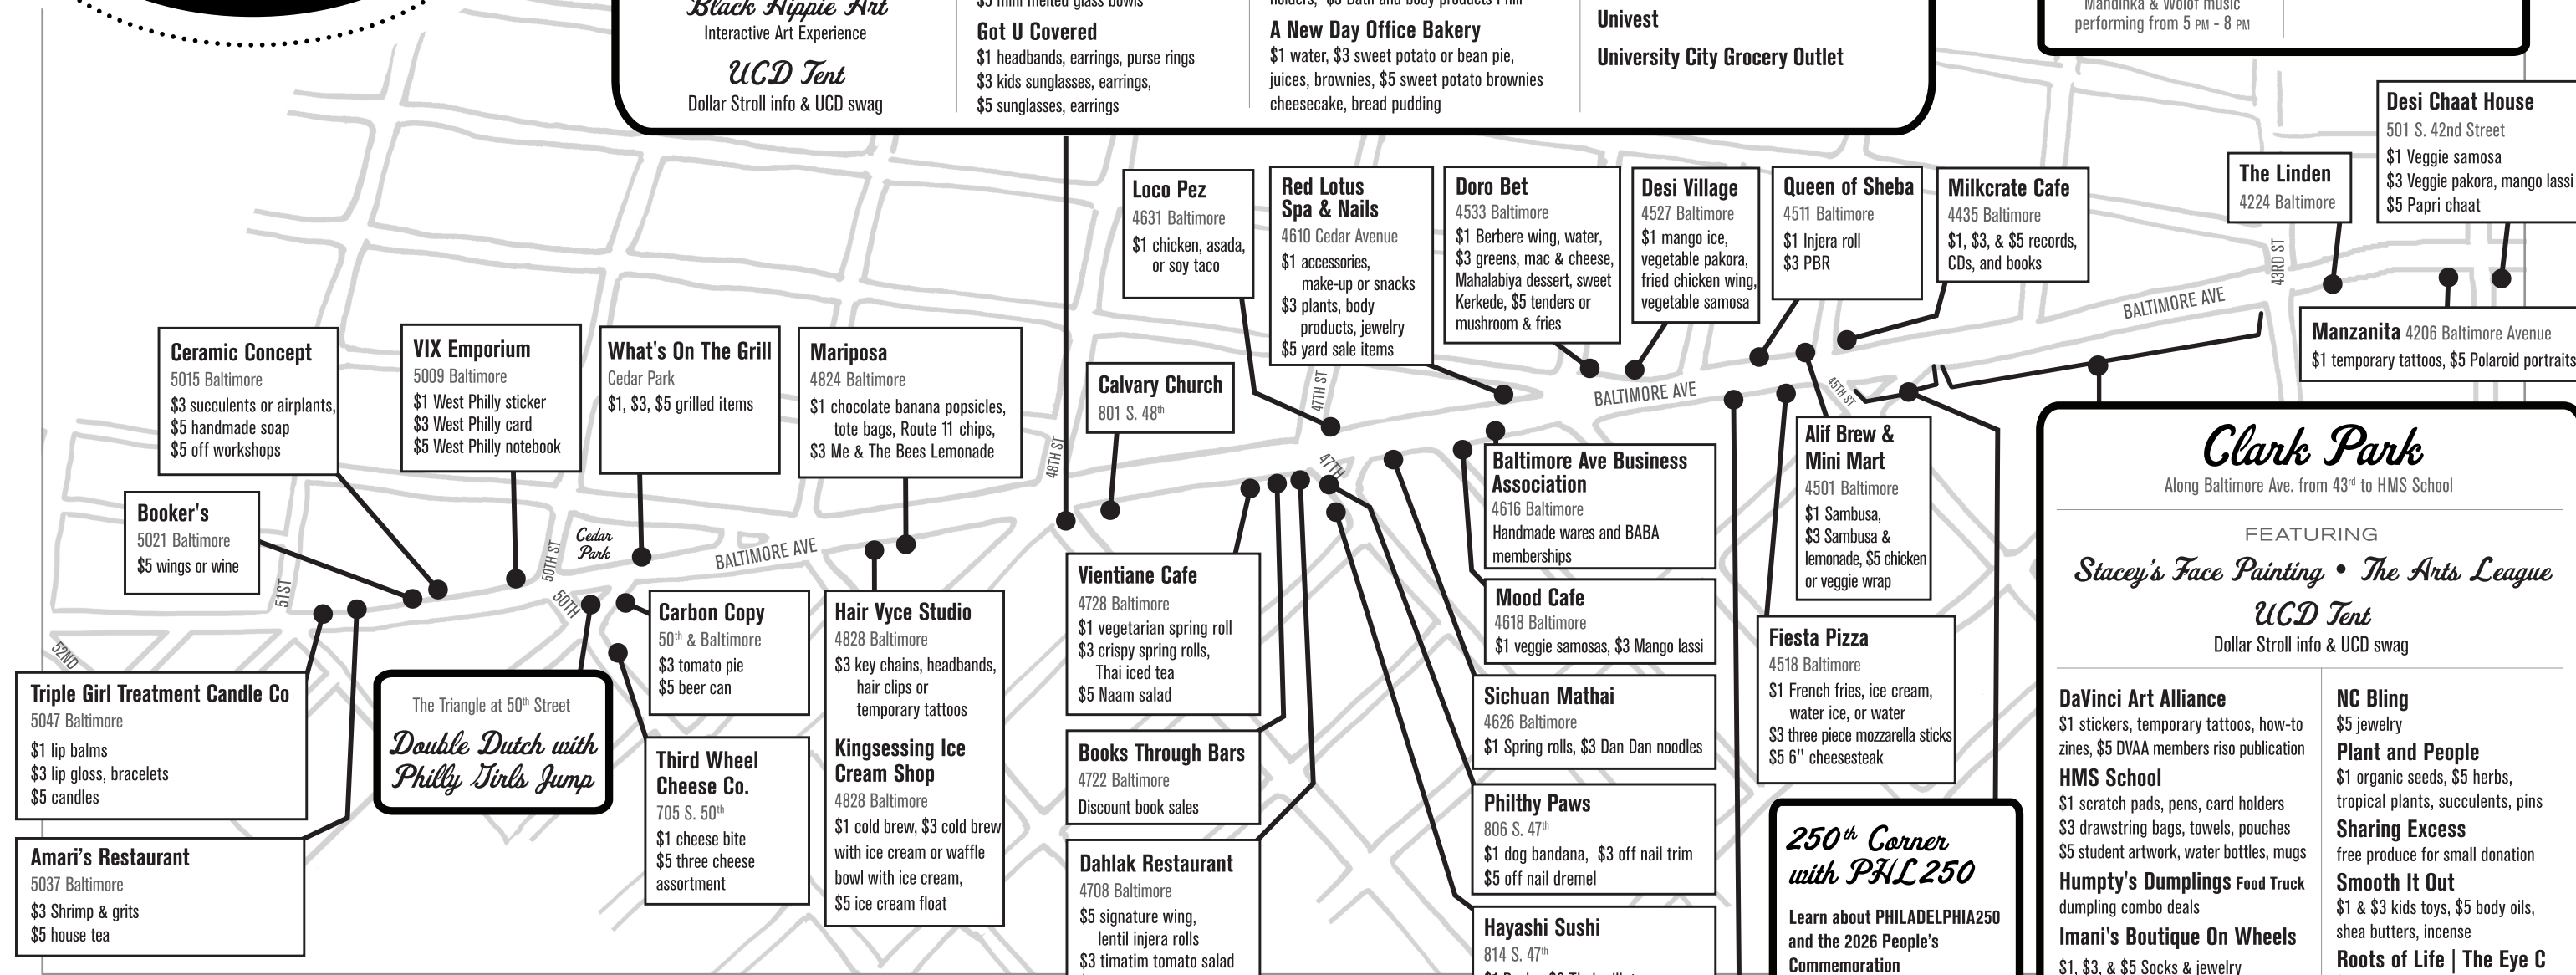 Black Hippie Art
Interactive Art Experience
UCD Tent
Dollar Stroll info & UCD swag
$5 mini melted glass bowls
Got U Covered
$1 headbands, earrings, purse rings
$3 kids sunglasses, earrings,
$5 sunglasses, earrings
A New Day Office Bakery
$1 water, $3 sweet potato or bean pie,
juices, brownies, $5 sweet potato brownies
cheesecake, bread pudding
Univest
University City Grocery Outlet
Mandinka & Wolof music
performing from 5 PM - 8 PM
Desi Chaat House
501 S. 42nd Street
$1 Veggie samosa
$3 Veggie pakora, mango lassi
$5 Papri chaat
The Linden
4224 Baltimore
Loco Pez
4631 Baltimore
$1 chicken, asada,
or soy taco
Red Lotus
Spa & Nails
4610 Cedar Avenue
$1 accessories,
make-up or snacks
$3 plants, body
products, jewelry
$5 yard sale items
Doro Bet
4533 Baltimore
$1 Berbere wing, water,
$3 greens, mac & cheese,
Mahalabiya dessert, sweet
Kerkede, $5 tenders or
mushroom & fries
Desi Village
4527 Baltimore
$1 mango ice,
vegetable pakora,
fried chicken wing,
vegetable samosa
Queen of Sheba
4511 Baltimore
$1 Injera roll
$3 PBR
Milkcrate Cafe
4435 Baltimore
$1, $3, & $5 records,
CDs, and books
43RD ST
BALTIMORE AVE
Manzanita 4206 Baltimore Avenue
$1 temporary tattoos, $5 Polaroid portraits
Ceramic Concept
5015 Baltimore
$3 succulents or airplants,
$5 handmade soap
$5 off workshops
VIX Emporium
5009 Baltimore
$1 West Philly sticker
$3 West Philly card
$5 West Philly notebook
What's On The Grill
Cedar Park
$1, $3, $5 grilled items
Mariposa
4824 Baltimore
$1 chocolate banana popsicles,
tote bags, Route 11 chips,
$3 Me & The Bees Lemonade
48TH ST
Calvary Church
801 S. 48th
47TH ST
BALTIMORE AVE
45TH ST
47TH
Booker's
5021 Baltimore
$5 wings or wine
51ST
50TH ST
Cedar
Park
BALTIMORE AVE
50TH
52ND
Baltimore Ave Business
Association
4616 Baltimore
Handmade wares and BABA
memberships
Alif Brew &
Mini Mart
4501 Baltimore
$1 Sambusa,
$3 Sambusa &
lemonade, $5 chicken
or veggie wrap
Triple Girl Treatment Candle Co
5047 Baltimore
$1 lip balms
$3 lip gloss, bracelets
$5 candles
Amari's Restaurant
5037 Baltimore
$3 Shrimp & grits
$5 house tea
The Triangle at 50th Street
Double Dutch with
Philly Girls Jump
Carbon Copy
50th & Baltimore
$3 tomato pie
$5 beer can
Third Wheel
Cheese Co.
705 S. 50th
$1 cheese bite
$5 three cheese
assortment
Hair Vyce Studio
4828 Baltimore
$3 key chains, headbands,
hair clips or
temporary tattoos
Kingsessing Ice
Cream Shop
4828 Baltimore
$1 cold brew, $3 cold brew
with ice cream or waffle
bowl with ice cream,
$5 ice cream float
Vientiane Cafe
4728 Baltimore
$1 vegetarian spring roll
$3 crispy spring rolls,
Thai iced tea
$5 Naam salad
Books Through Bars
4722 Baltimore
Discount book sales
Dahlak Restaurant
4708 Baltimore
$5 signature wing,
lentil injera rolls
$3 timatim tomato salad
Mood Cafe
4618 Baltimore
$1 veggie samosas, $3 Mango lassi
Sichuan Mathai
4626 Baltimore
$1 Spring rolls, $3 Dan Dan noodles
Philthy Paws
806 S. 47th
$1 dog bandana, $3 off nail trim
$5 off nail dremel
Hayashi Sushi
814 S. 47th
Fiesta Pizza
4518 Baltimore
$1 French fries, ice cream,
water ice, or water
$3 three piece mozzarella sticks
$5 6" cheesesteak
250th Corner
with PHL250
Learn about PHILADELPHIA250
and the 2026 People's
Commemoration
Clark Park
Along Baltimore Ave. from 43rd to HMS School
FEATURING
Stacey's Face Painting • The Arts League
UCD Tent
Dollar Stroll info & UCD swag
DaVinci Art Alliance
$1 stickers, temporary tattoos, how-to
zines, $5 DVAA members riso publication
HMS School
$1 scratch pads, pens, card holders
$3 drawstring bags, towels, pouches
$5 student artwork, water bottles, mugs
Humpty's Dumplings Food Truck
dumpling combo deals
Imani's Boutique On Wheels
$1, $3, & $5 Socks & jewelry
NC Bling
$5 jewelry
Plant and People
$1 organic seeds, $5 herbs,
tropical plants, succulents, pins
Sharing Excess
free produce for small donation
Smooth It Out
$1 & $3 kids toys, $5 body oils,
shea butters, incense
Roots of Life | The Eye C